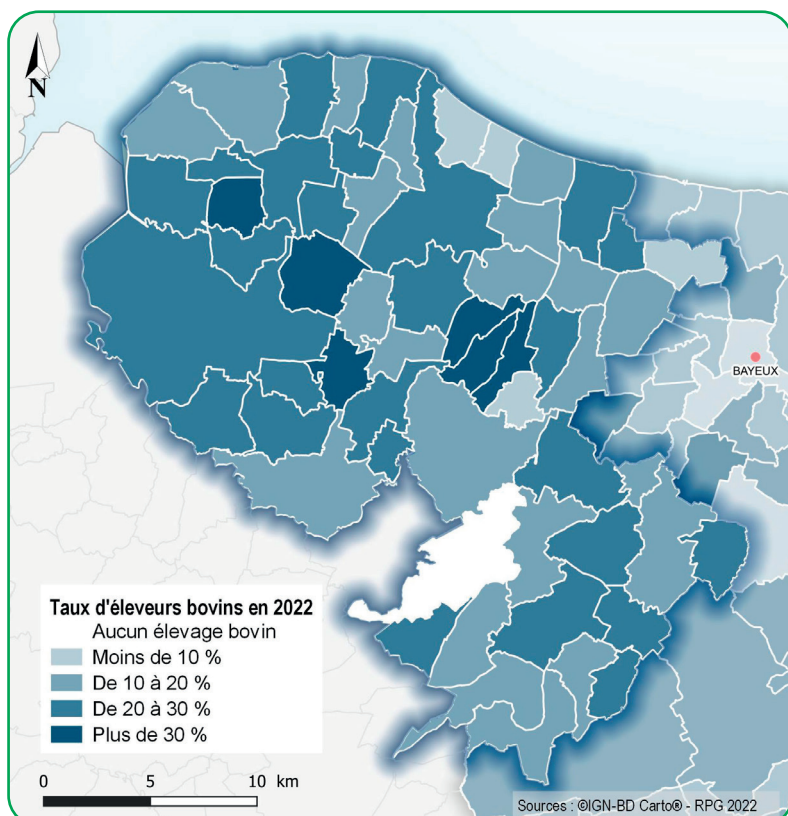 N
BAYEUX
Taux d'éleveurs bovins en 2022
Aucun élevage bovin
Moins de 10 %
De 10 à 20 %
De 20 à 30 %
Plus de 30 %
0 5 10 km
Sources : ©IGN-BD Carto® - RPG 2022